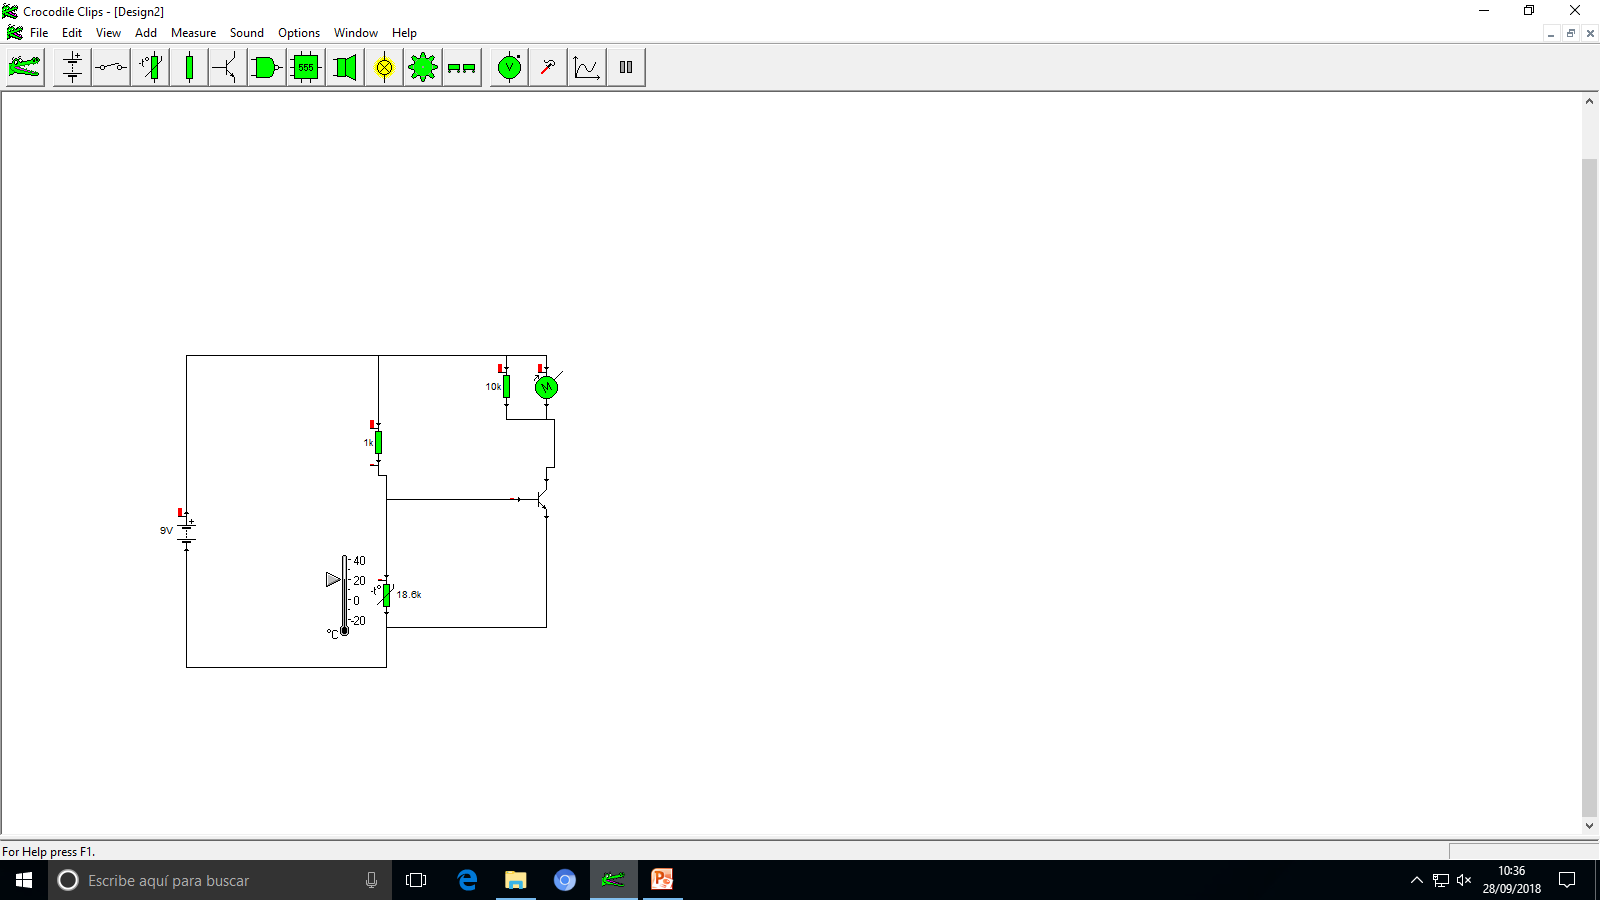 Crocodile Clips - [Design2]
File Edit View Add Measure Sound Options Window Help
555
V
10k
M
1k
9V
+
40
20
0
-20
°C
-t°
18.6k
For Help press F1.
Escribe aquí para buscar
10:36
28/09/2018